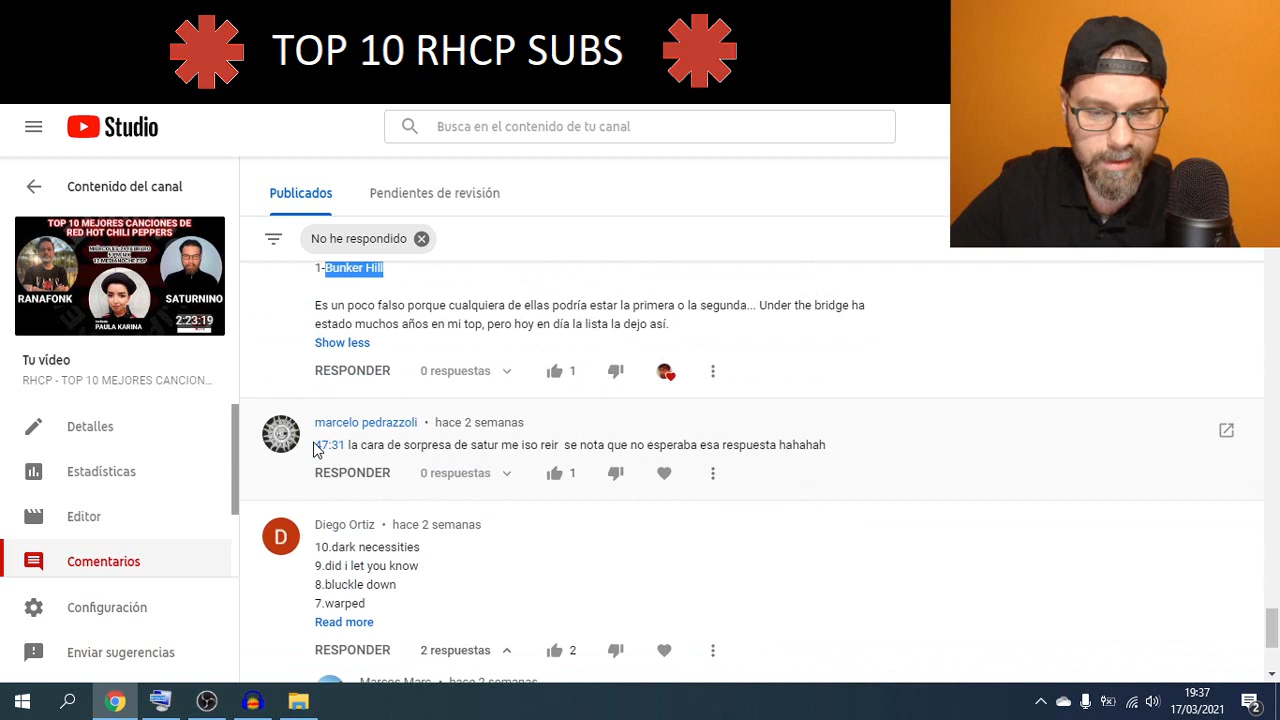 TOP 10 RHCP SUBS
Studio
Busca en el contenido de tu canal
Contenido del canal
TOP 10 MEJORES CANCIONES DE
RED HOT CHILI PEPPERS
RANAFONK
PAULA KARINA
SATURNINO
2:23:19
Tu vídeo
RHCP - TOP 10 MEJORES CANCION...
Detalles
Estadísticas
Editor
Comentarios
Configuración
Enviar sugerencias
Publicados
Pendientes de revisión
No he respondido
1-Bunker Hill
Es un poco falso porque cualquiera de ellas podría estar la primera o la segunda... Under the bridge ha
estado muchos años en mi top, pero hoy en día la lista la dejo así.
Show less
RESPONDER 0 respuestas 1
marcelo pedrazzoli • hace 2 semanas
47:31 la cara de sorpresa de satur me iso reir se nota que no esperaba esa respuesta hahahah
RESPONDER 0 respuestas 1
D
Diego Ortiz • hace 2 semanas
10.dark necessities
9.did i let you know
8.bluckle down
7.warped
Read more
RESPONDER 2 respuestas 2
Marcos Marc • hace 2 semanas
19:37
17/03/2021
2